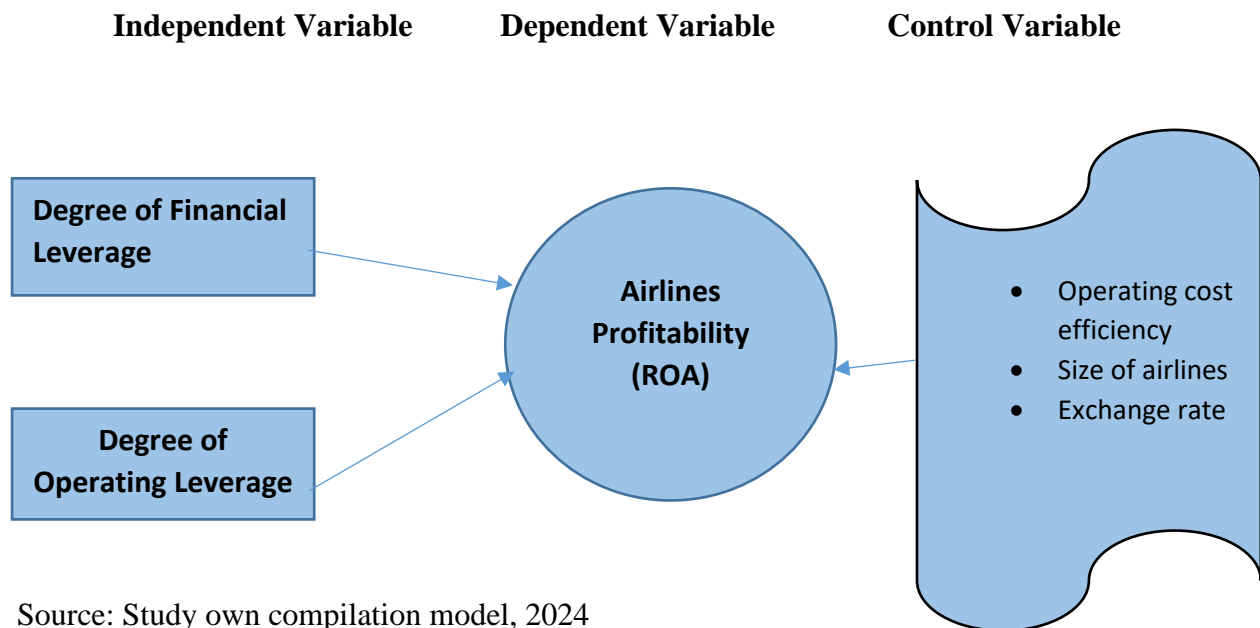 Independent Variable Dependent Variable Control Variable
Degree of Financial
Leverage
Degree of
Operating Leverage
Airlines
Profitability
(ROA)
• Operating cost
efficiency
• Size of airlines
• Exchange rate
Source: Study own compilation model, 2024